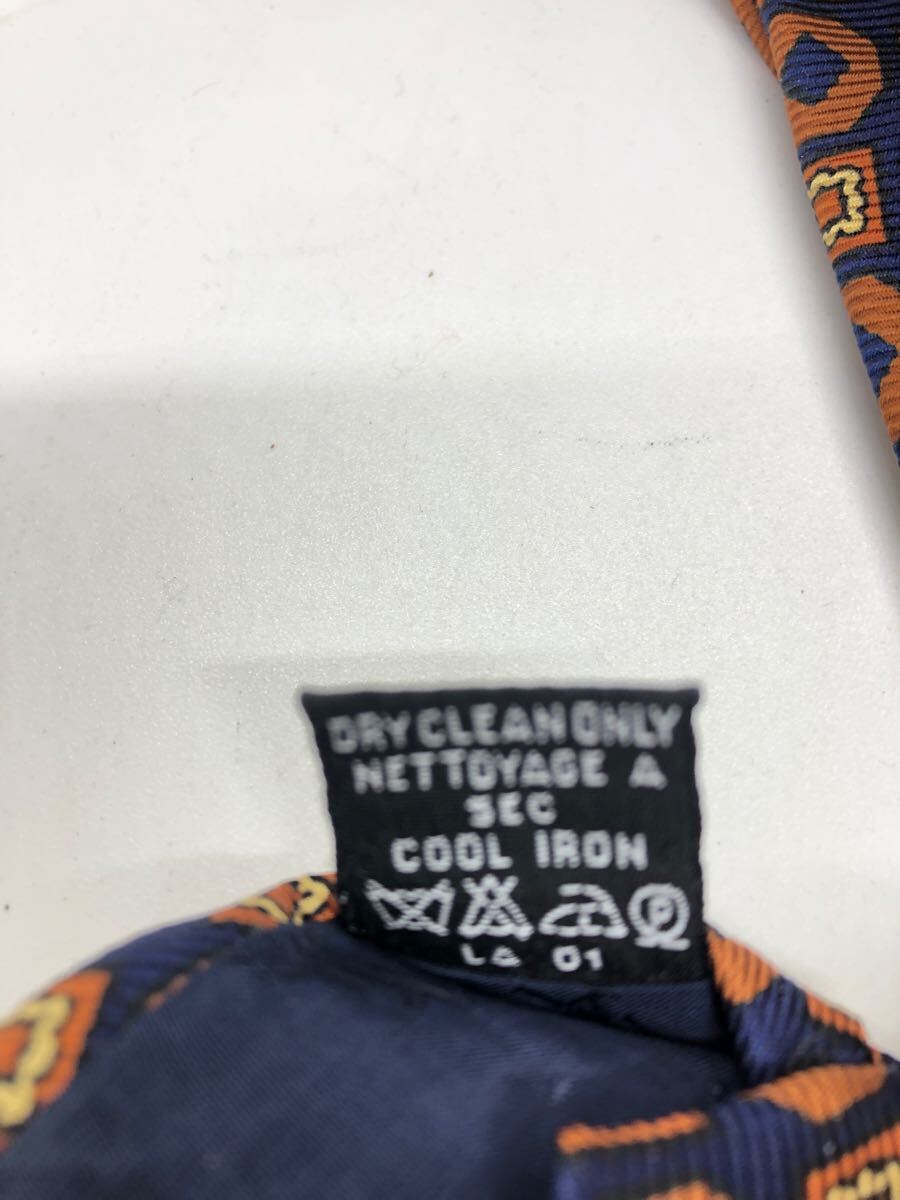 DRY CLEAN ONLY
NETTOYAGE A
SEC
COOL IRON
P
LA 01